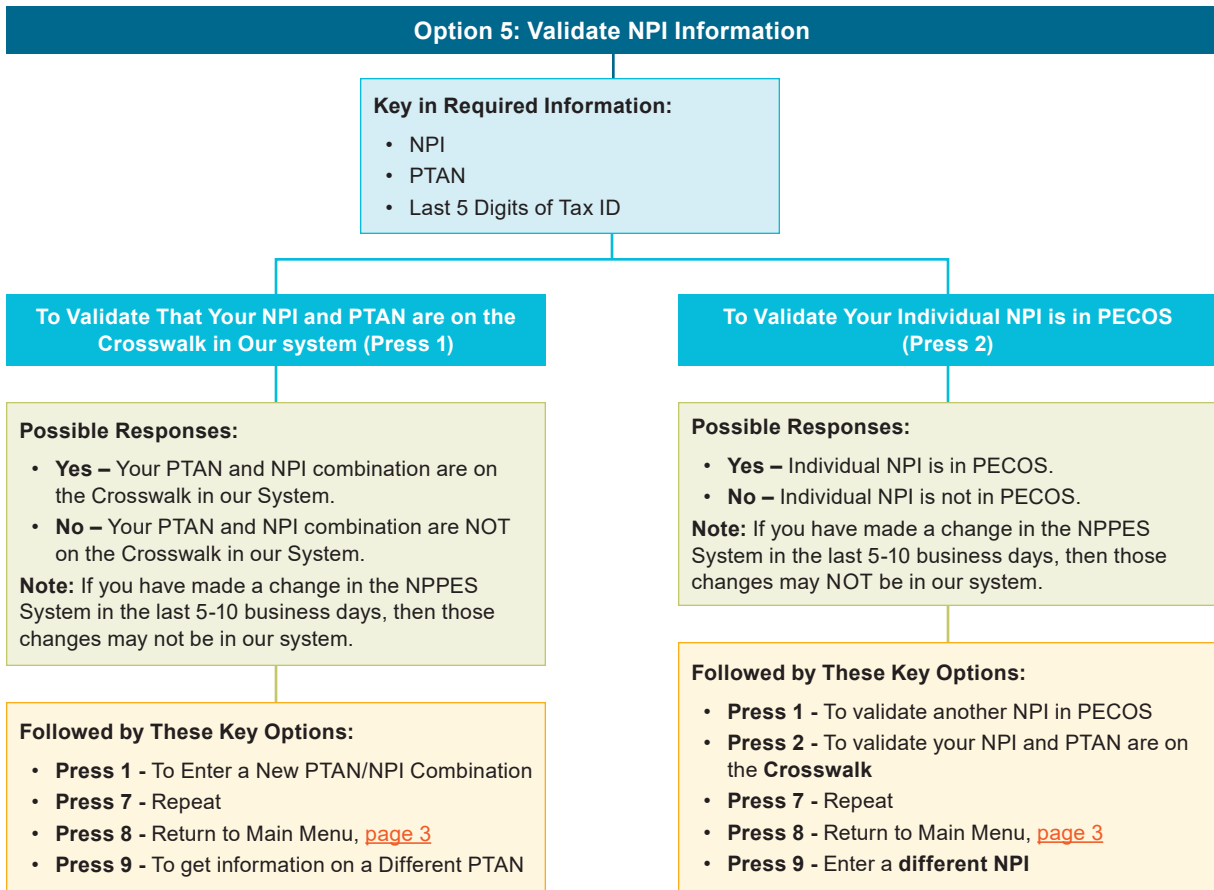 Option 5: Validate NPI Information
Key in Required Information:
• NPI
• PTAN
• Last 5 Digits of Tax ID
To Validate That Your NPI and PTAN are on the
Crosswalk in Our system (Press 1)
Possible Responses:
• Yes – Your PTAN and NPI combination are on
the Crosswalk in our System.
• No – Your PTAN and NPI combination are NOT
on the Crosswalk in our System.
Note: If you have made a change in the NPPES
System in the last 5-10 business days, then those
changes may not be in our system.
Followed by These Key Options:
• Press 1 - To Enter a New PTAN/NPI Combination
• Press 7 - Repeat
• Press 8 - Return to Main Menu, page 3
• Press 9 - To get information on a Different PTAN
To Validate Your Individual NPI is in PECOS
(Press 2)
Possible Responses:
• Yes – Individual NPI is in PECOS.
• No – Individual NPI is not in PECOS.
Note: If you have made a change in the NPPES
System in the last 5-10 business days, then those
changes may NOT be in our system.
Followed by These Key Options:
• Press 1 - To validate another NPI in PECOS
• Press 2 - To validate your NPI and PTAN are on
the Crosswalk
• Press 7 - Repeat
• Press 8 - Return to Main Menu, page 3
• Press 9 - Enter a different NPI